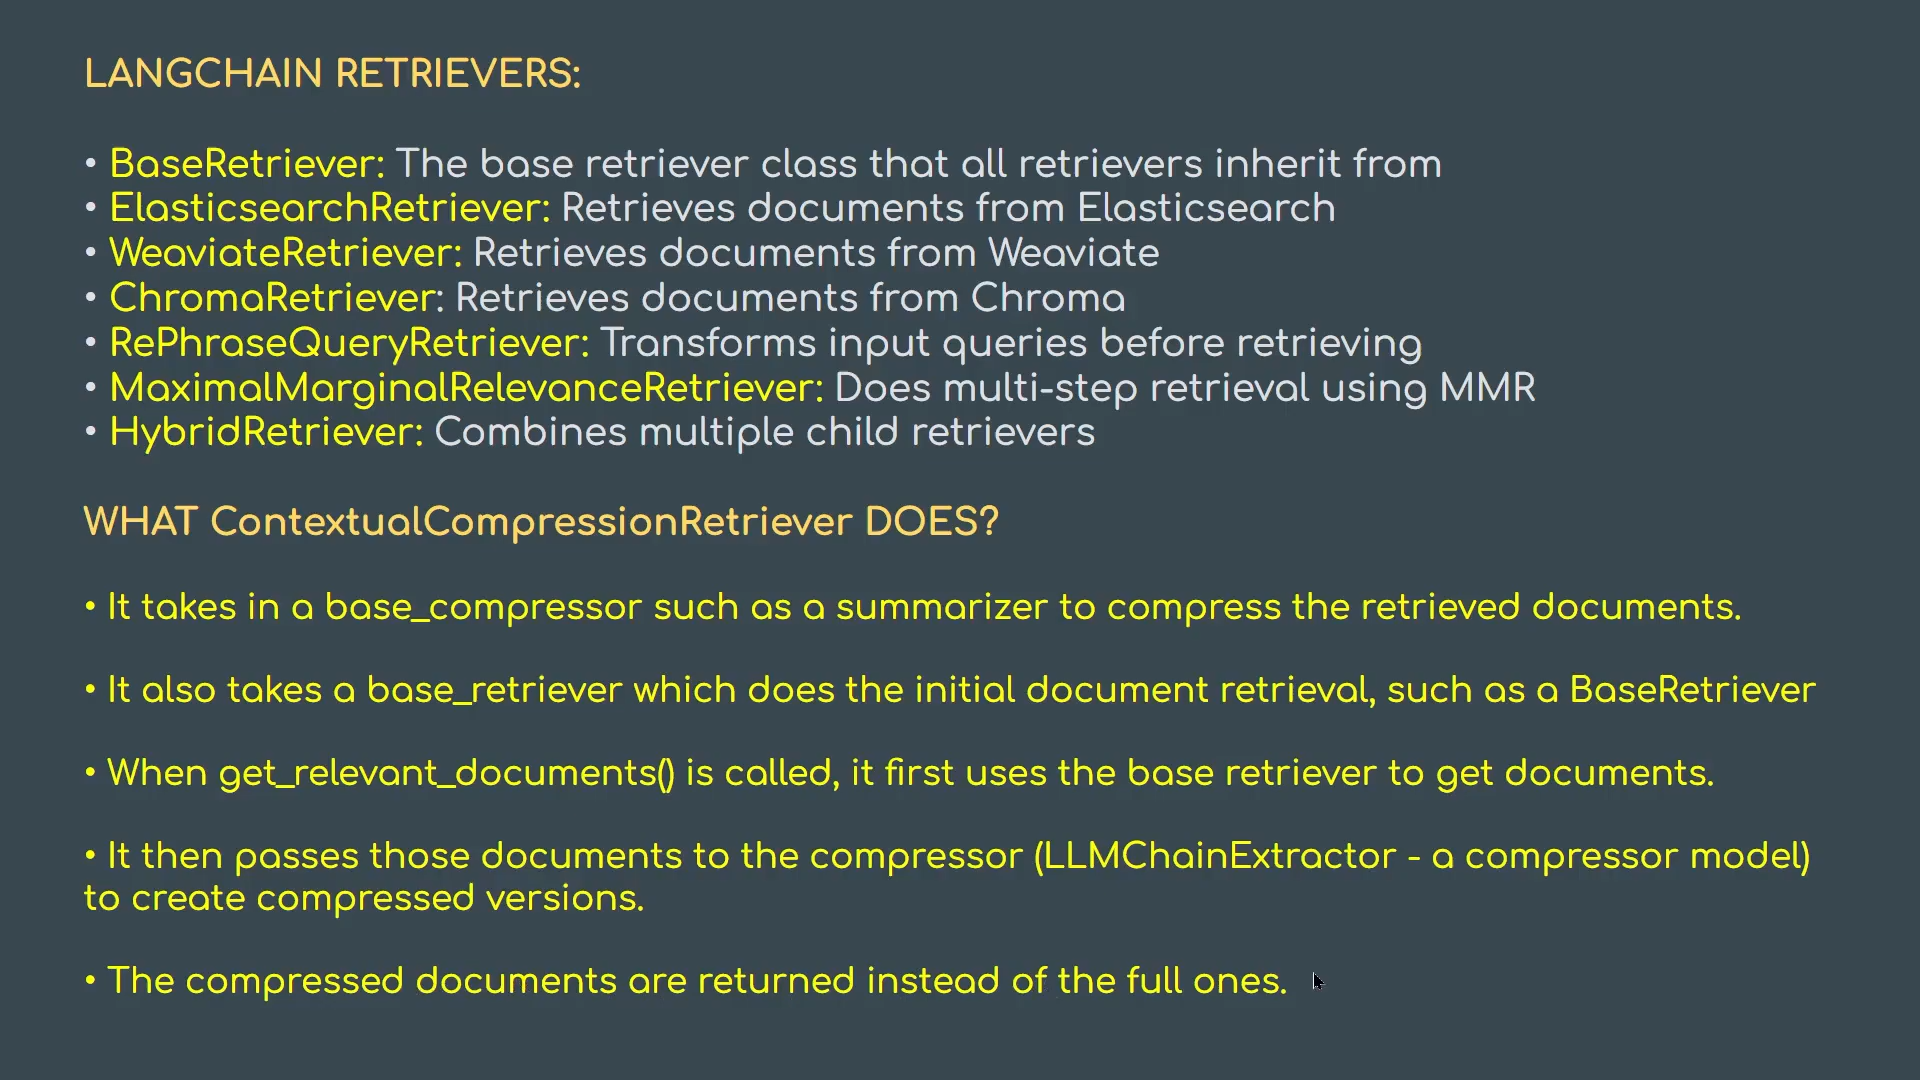 LANGCHAIN RETRIEVERS:
• BaseRetriever: The base retriever class that all retrievers inherit from
• ElasticsearchRetriever: Retrieves documents from Elasticsearch
• WeaviateRetriever: Retrieves documents from Weaviate
• ChromaRetriever: Retrieves documents from Chroma
• RePhraseQueryRetriever: Transforms input queries before retrieving
• MaximalMarginalRelevanceRetriever: Does multi-step retrieval using MMR
• HybridRetriever: Combines multiple child retrievers
WHAT ContextualCompressionRetriever DOES?
• It takes in a base_compressor such as a summarizer to compress the retrieved documents.
• It also takes a base_retriever which does the initial document retrieval, such as a BaseRetriever
• When get_relevant_documents() is called, it first uses the base retriever to get documents.
• It then passes those documents to the compressor (LLMChainExtractor - a compressor model)
to create compressed versions.
• The compressed documents are returned instead of the full ones.